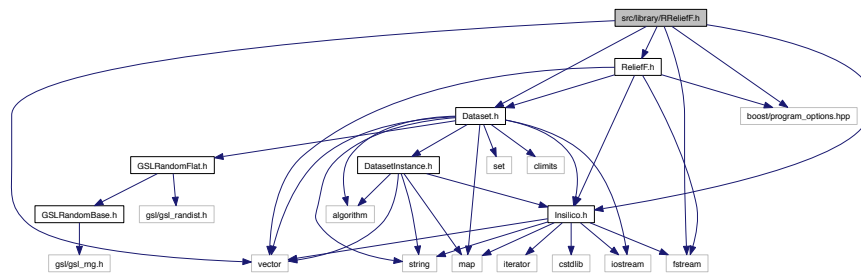 src/library/RReliefF.h
ReliefF.h
Dataset.h
boost/program_options.hpp
GSLRandomFlat.h
DatasetInstance.h
set
climits
GSLRandomBase.h
gsl/gsl_randist.h
algorithm
Insilico.h
gsl/gsl_rng.h
vector
string
map
iterator
cstdlib
iostream
fstream